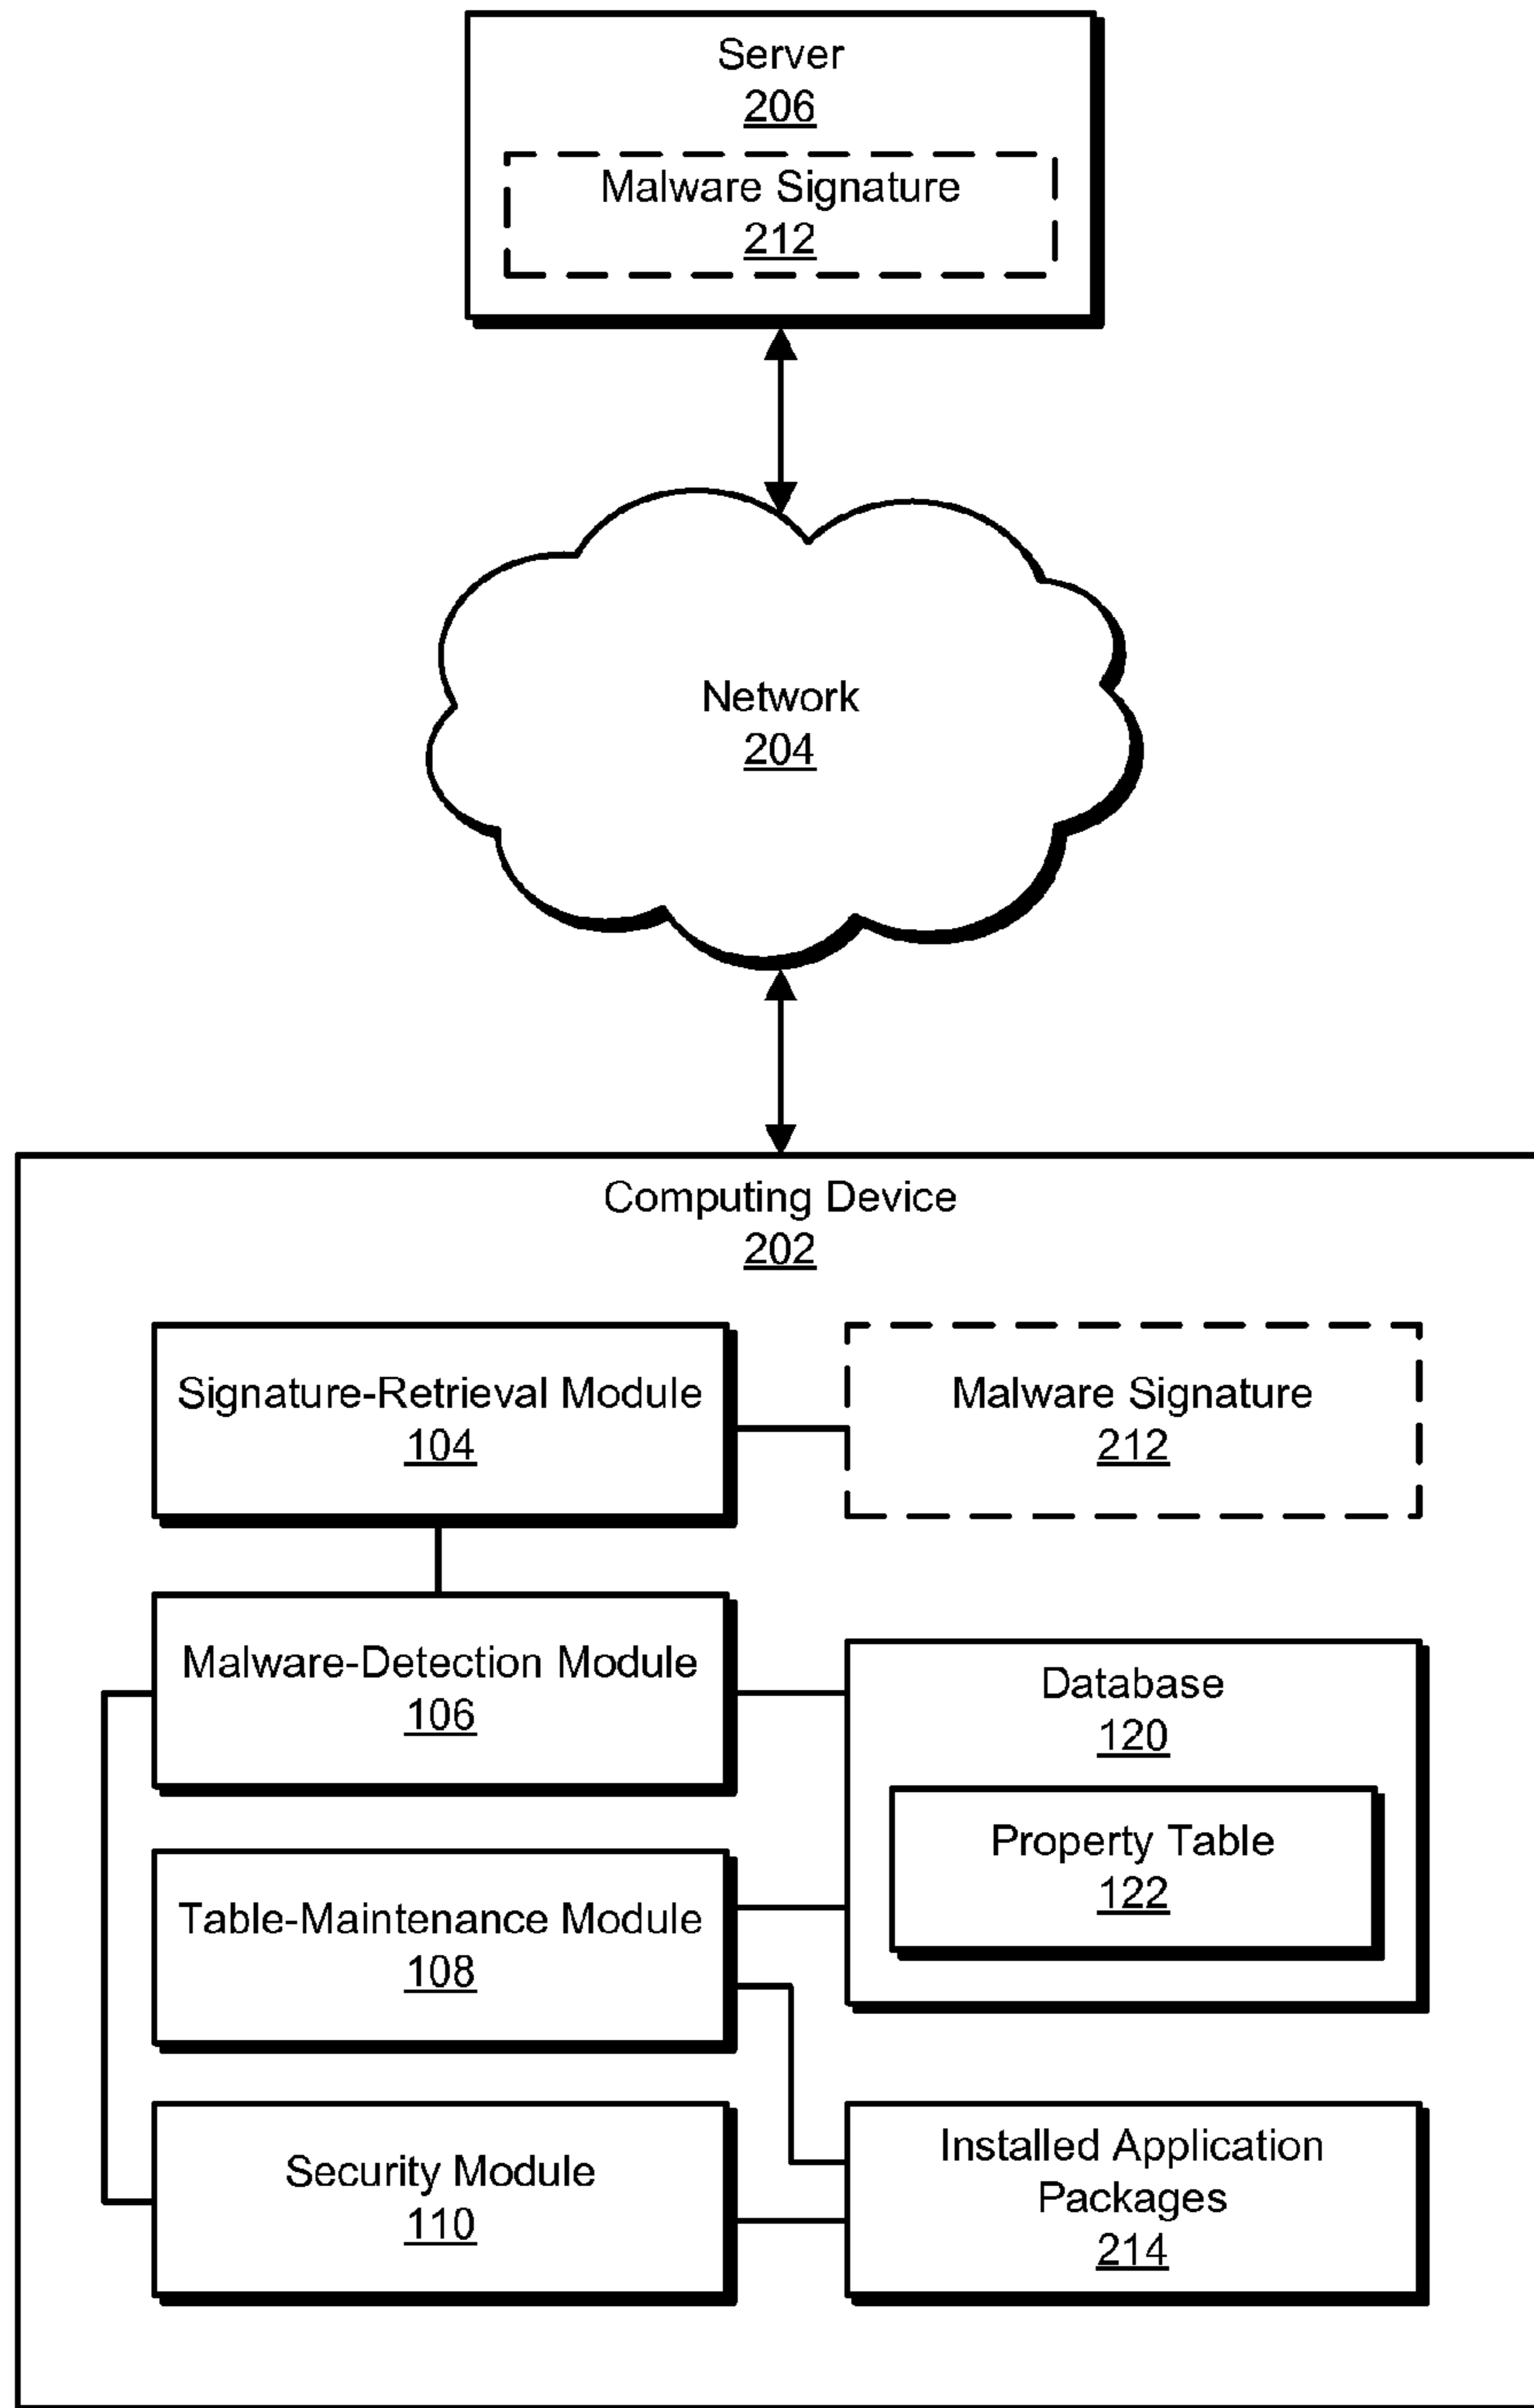 Server
206
Malware Signature
212
Network
204
Computing Device
202
Signature-Retrieval Module
104
Malware Signature
212
Malware-Detection Module
106
Database
120
Property Table
122
Table-Maintenance Module
108
Security Module
110
Installed Application
Packages
214